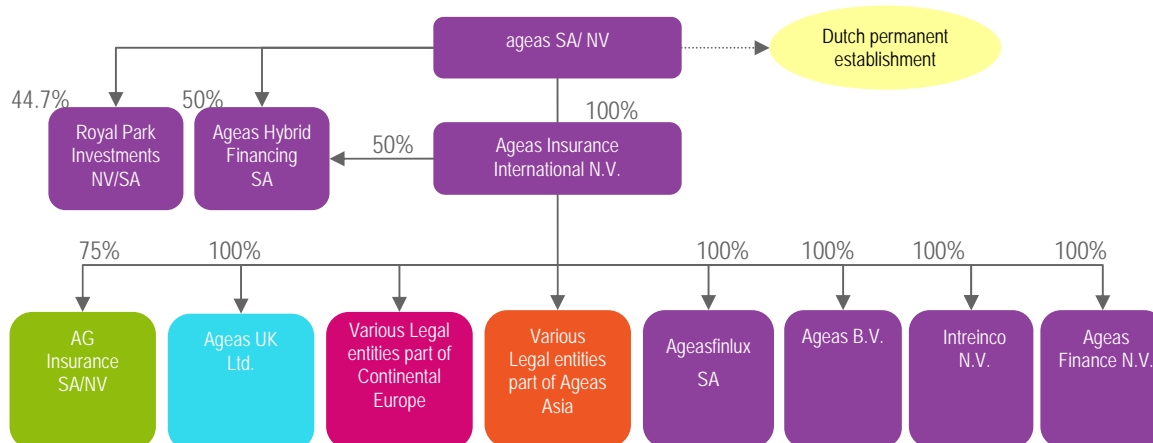 ageas SA/ NV
Dutch permanent
establishment
44.7%
50%
100%
Royal Park
Investments
NV/SA
Ageas Hybrid
Financing
SA
50%
Ageas Insurance
International N.V.
75%
100%
100%
100%
100%
100%
AG
Insurance
SA/NV
Ageas UK
Ltd.
Various Legal
entities part of
Continental
Europe
Various
Legal entities
part of Ageas
Asia
Ageasfinlux
SA
Ageas B.V.
Intreinco
N.V.
Ageas
Finance N.V.